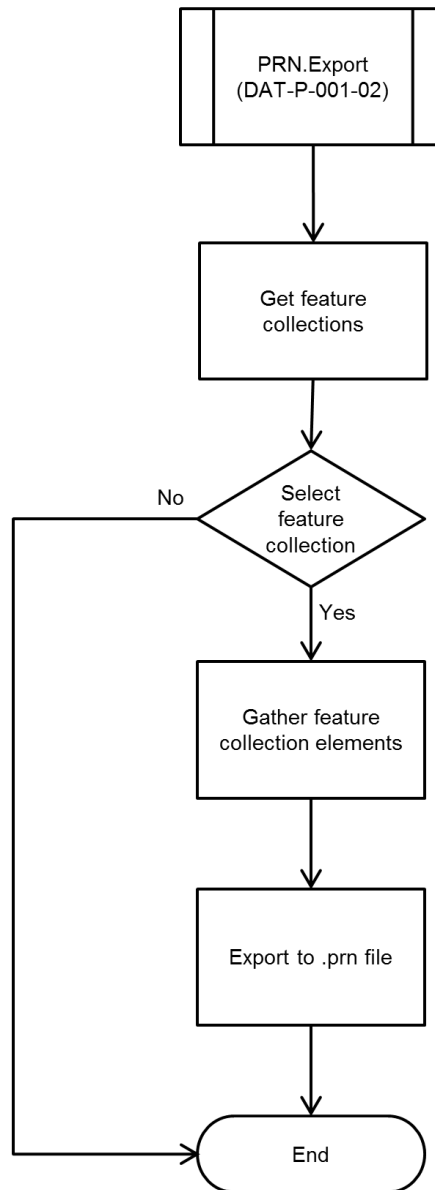 PRN.Export
(DAT-P-001-02)
Get feature
collections
No
Select
feature
collection
Yes
Gather feature
collection elements
Export to .prn file
End